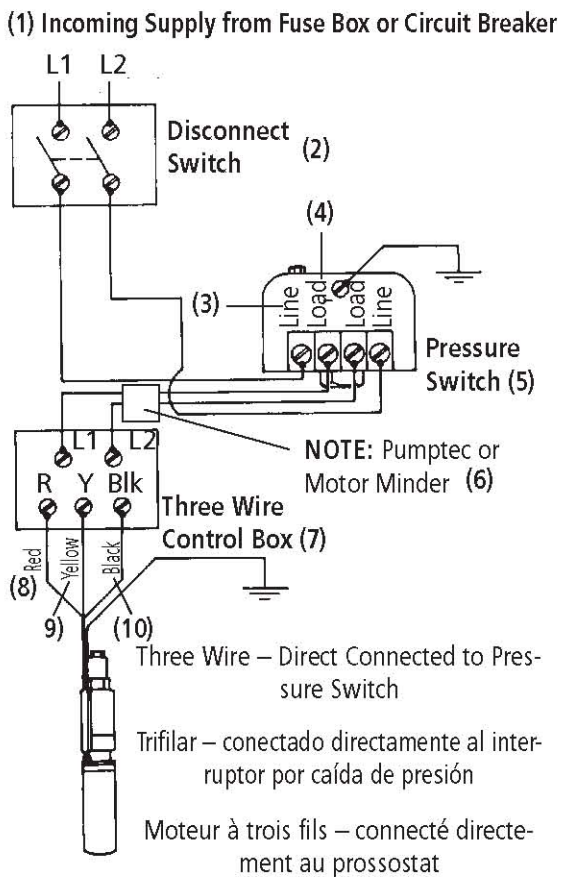 (1) Incoming Supply from Fuse Box or Circuit Breaker
L1 L2
Disconnect
Switch (2)
(4)
(3)
Line Load Load Line
Pressure
Switch (5)
NOTE: Pumptec or
Motor Minder (6)
L1 L2
R Y Blk
Three Wire
Control Box (7)
(8) Red Yellow Black
9) (10)
Three Wire – Direct Connected to Pres-
sure Switch
Trifilar – conectado directamente al inter-
ruptor por caída de presión
Moteur à trois fils – connecté directe-
ment au prossostat